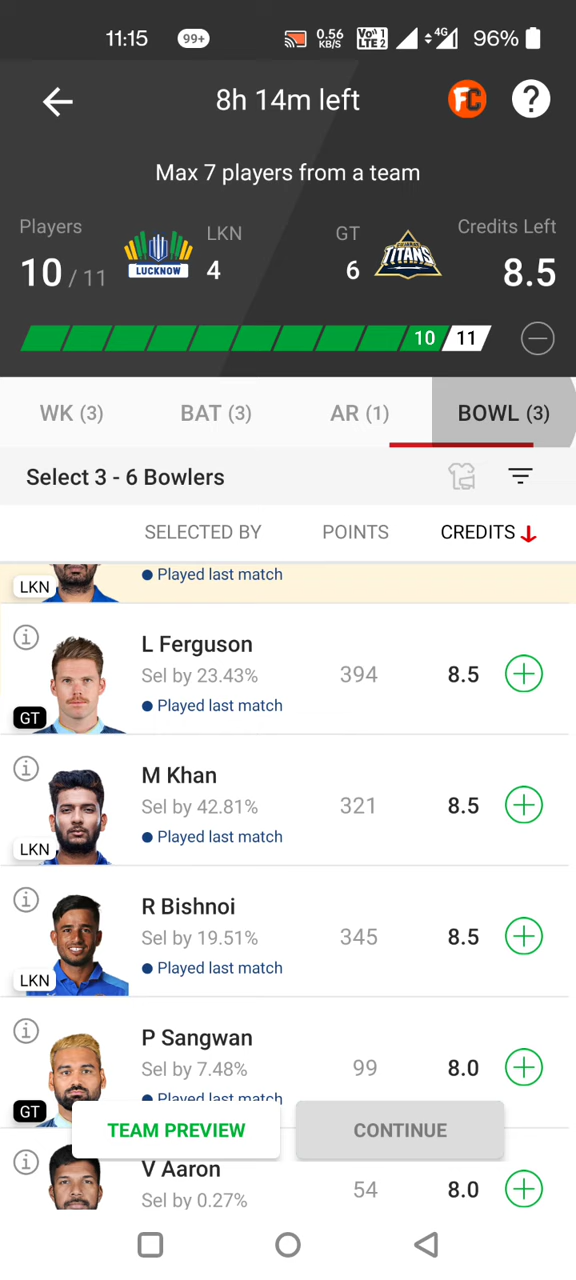 11:15 99+ 0.56 KB/S Vo)) 1 LTE 2 4G 96%
8h 14m left FC ?
Max 7 players from a team
Players LKN GT Credits Left
10 / 11 LUCKNOW 4 6 TITANS 8.5
10 11
WK (3) BAT (3) AR (1) BOWL (3)
Select 3 - 6 Bowlers
SELECTED BY POINTS CREDITS
LKN Played last match
L Ferguson
Sel by 23.43% 394 8.5
GT Played last match
M Khan
Sel by 42.81% 321 8.5
LKN Played last match
R Bishnoi
Sel by 19.51% 345 8.5
LKN Played last match
P Sangwan
Sel by 7.48% 99 8.0
GT Played last match
TEAM PREVIEW CONTINUE
V Aaron
Sel by 0.27% 54 8.0